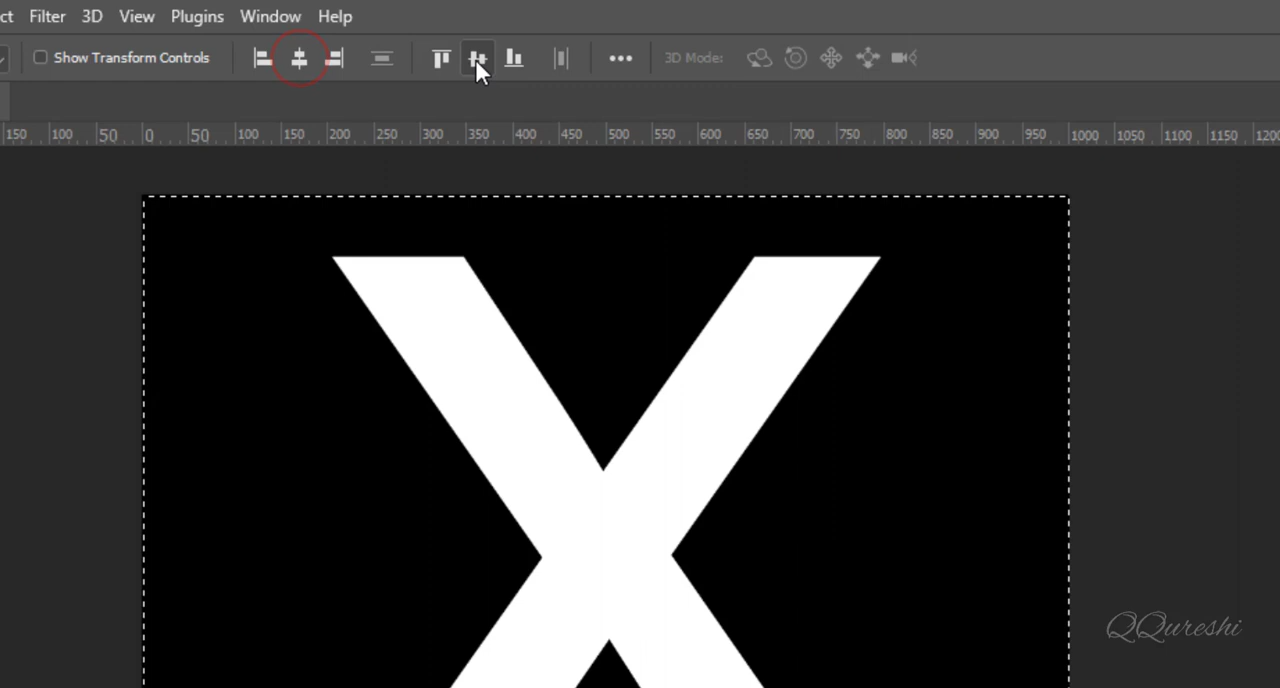 ct Filter 3D View Plugins Window Help
Show Transform Controls 3D Mode:
150 100 50 0 50 100 150 200 250 300 350 400 450 500 550 600 650 700 750 800 850 900 950 1000 1050 1100 1150 1200
X
QQureshi